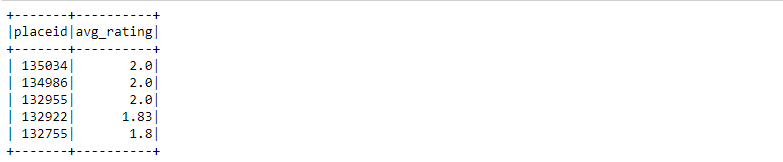 +-------+----------+
|placeid|avg_rating|
+-------+----------+
| 135034|       2.0|
| 134986|       2.0|
| 132955|       2.0|
| 132922|      1.83|
| 132755|       1.8|
+-------+----------+